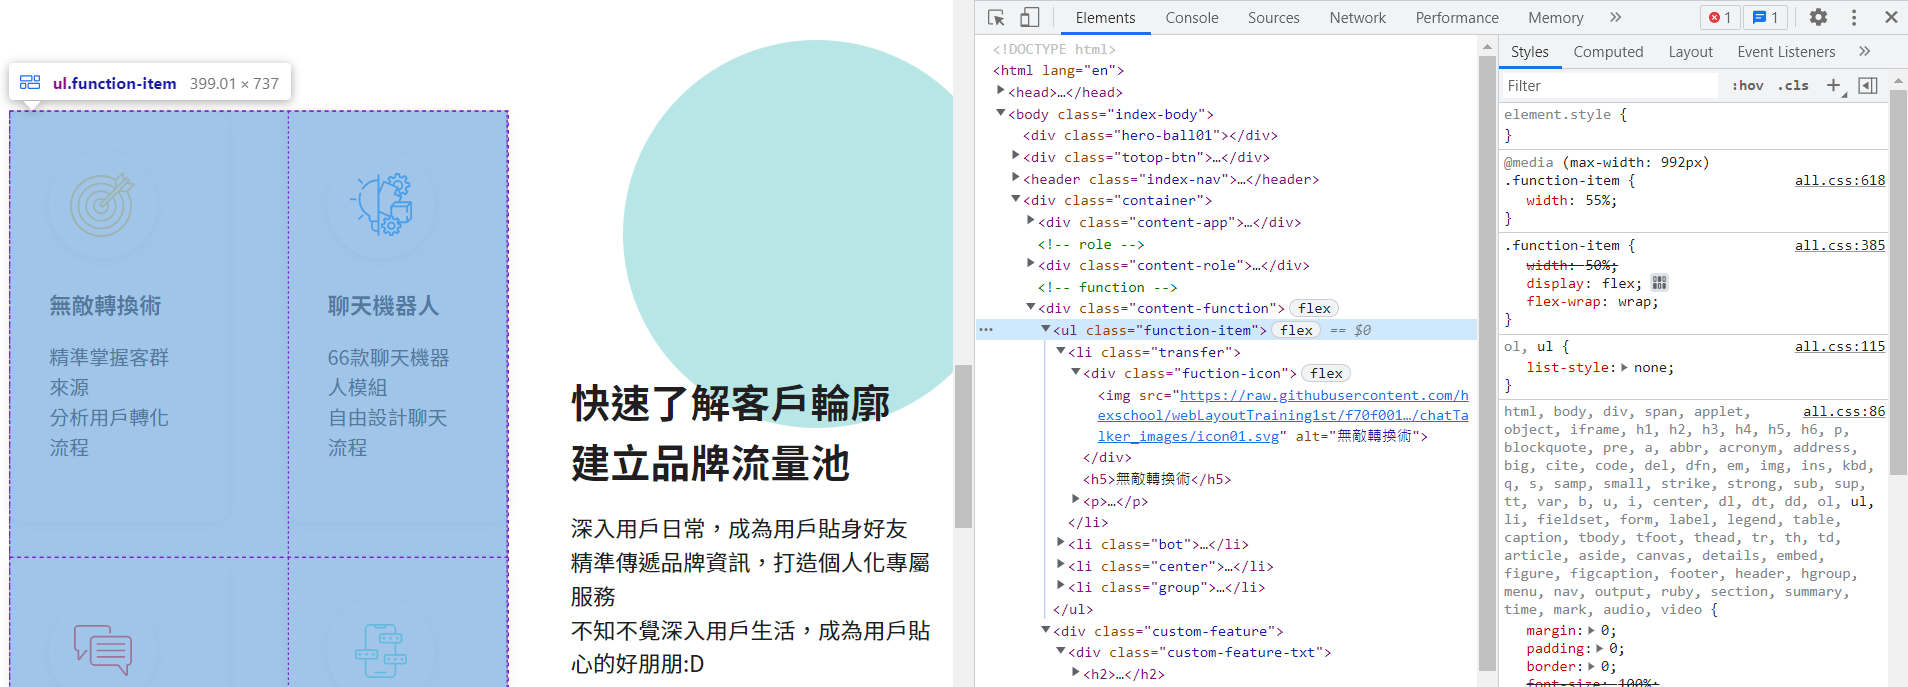 ul.function-item 399.01 × 737
無敵轉換術
精準掌握客群
來源
分析用戶轉化
流程
聊天機器人
66款聊天機器
人模組
自由設計聊天
流程
快速了解客戶輪廓
建立品牌流量池
深入用戶日常，成為用戶貼身好友
精準傳遞品牌資訊，打造個人化專屬
服務
不知不覺深入用戶生活，成為用戶貼
心的好朋朋:D
Elements Console Sources Network Performance Memory » 1 1
<!DOCTYPE html>
<html lang="en">
<head>…</head>
<body class="index-body">
<div class="hero-ball01"></div>
<div class="totop-btn">…</div>
<header class="index-nav">…</header>
<div class="container">
<div class="content-app">…</div>
<!-- role -->
<div class="content-role">…</div>
<!-- function -->
<div class="content-function"> flex
<ul class="function-item"> flex == $0
<li class="transfer">
<div class="fuction-icon"> flex
<img src="https://raw.githubusercontent.com/h
exschool/webLayoutTraining1st/f70f001…/chatTa
lker_images/icon01.svg" alt="無敵轉換術">
</div>
<h5>無敵轉換術</h5>
<p>…</p>
</li>
<li class="bot">…</li>
<li class="center">…</li>
<li class="group">…</li>
</ul>
<div class="custom-feature">
<div class="custom-feature-txt">
<h2>…</h2>
Styles Computed Layout Event Listeners »
Filter :hov .cls +
element.style {
}
@media (max-width: 992px)
.function-item { all.css:618
width: 55%;
}
.function-item { all.css:385
width: 50%;
display: flex;
flex-wrap: wrap;
}
ol, ul { all.css:115
list-style: none;
}
html, body, div, span, applet, all.css:86
object, iframe, h1, h2, h3, h4, h5, h6, p,
blockquote, pre, a, abbr, acronym, address,
big, cite, code, del, dfn, em, img, ins, kbd,
q, s, samp, small, strike, strong, sub, sup,
tt, var, b, u, i, center, dl, dt, dd, ol, ul,
li, fieldset, form, label, legend, table,
caption, tbody, tfoot, thead, tr, th, td,
article, aside, canvas, details, embed,
figure, figcaption, footer, header, hgroup,
menu, nav, output, ruby, section, summary,
time, mark, audio, video {
margin: 0;
padding: 0;
border: 0;
font-size: 100%;